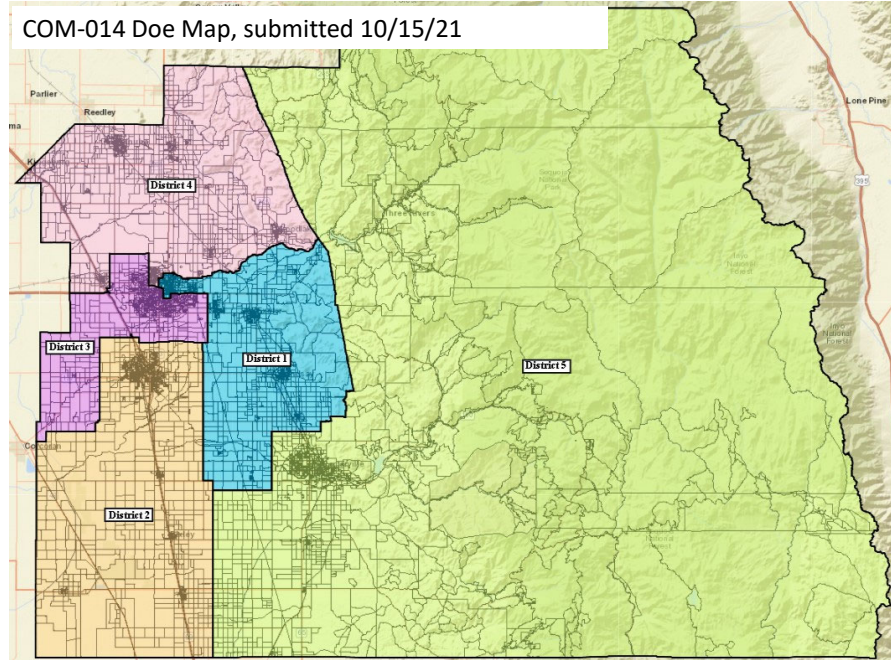 COM-014 Doe Map, submitted 10/15/21
Parlier
Reedley
Lone Pine
District 4
395
Three Rivers
District 3
District 1
District 5
District 2